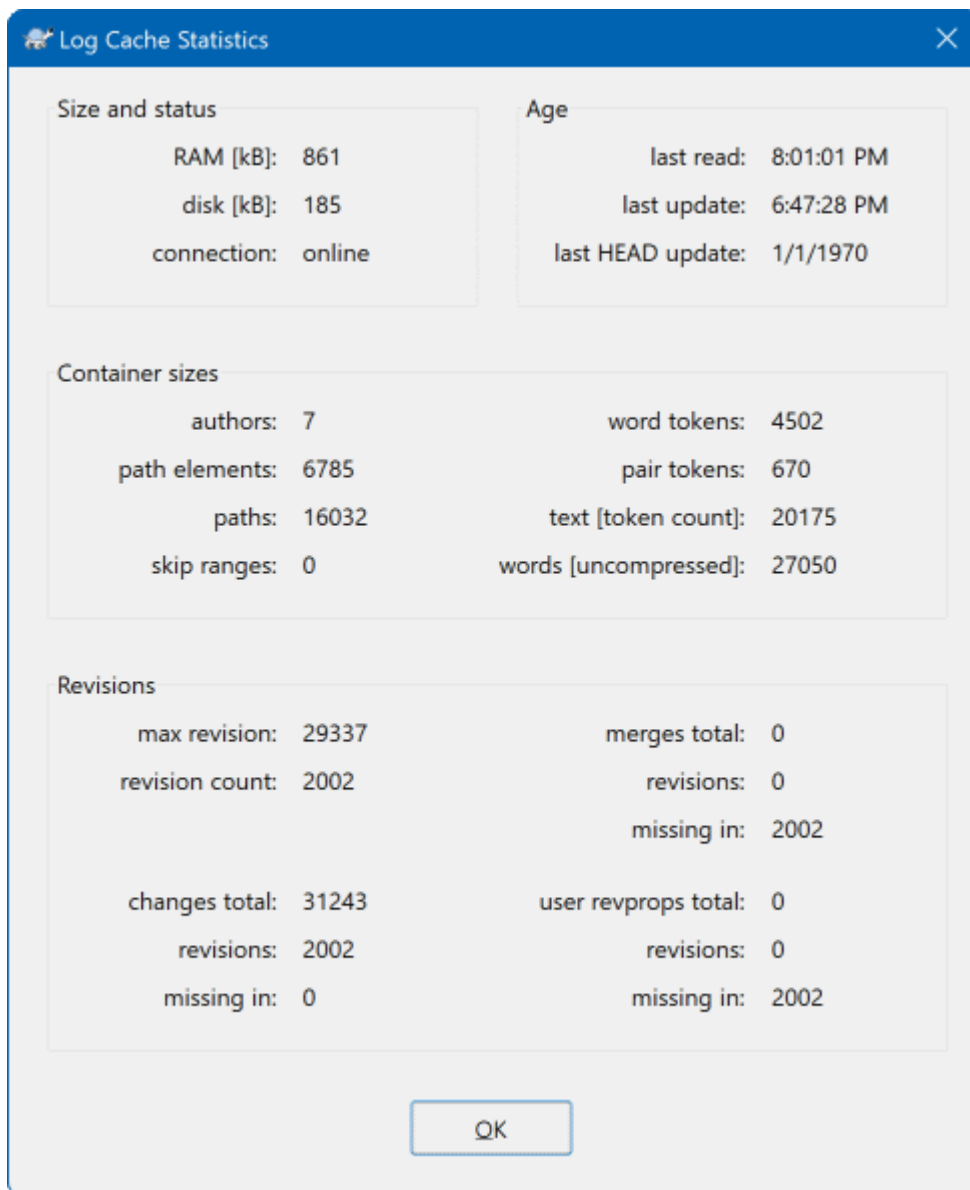 Log Cache Statistics
Size and status
RAM [kB]: 861
disk [kB]: 185
connection: online
Age
last read: 8:01:01 PM
last update: 6:47:28 PM
last HEAD update: 1/1/1970
Container sizes
authors: 7
path elements: 6785
paths: 16032
skip ranges: 0
word tokens: 4502
pair tokens: 670
text [token count]: 20175
words [uncompressed]: 27050
Revisions
max revision: 29337
revision count: 2002
merges total: 0
revisions: 0
missing in: 2002
changes total: 31243
revisions: 2002
missing in: 0
user revprops total: 0
revisions: 0
missing in: 2002
OK